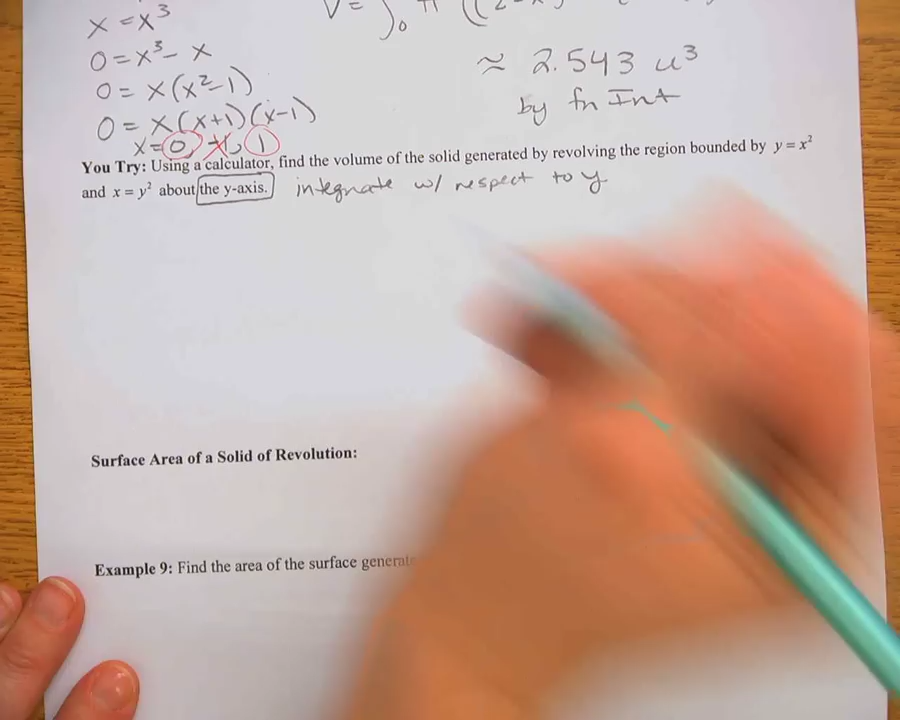 x = x³
0 = x³ - x
0 = x(x²-1)
0 = x(x+1)(x-1)
x = 0, -1, 1
V = ∫₀ π
≈ 2.543 u³
by fn Int
You Try: Using a calculator, find the volume of the solid generated by revolving the region bounded by y = x²
and x = y² about the y-axis. integrate w/ respect to y
Surface Area of a Solid of Revolution:
Example 9: Find the area of the surface